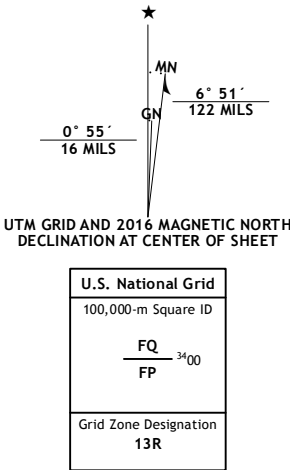 ★
MN
6° 51´
122 MILS
GN
0° 55´
16 MILS
UTM GRID AND 2016 MAGNETIC NORTH
DECLINATION AT CENTER OF SHEET
U.S. National Grid
100,000-m Square ID
FQ
3400
FP
Grid Zone Designation
13R